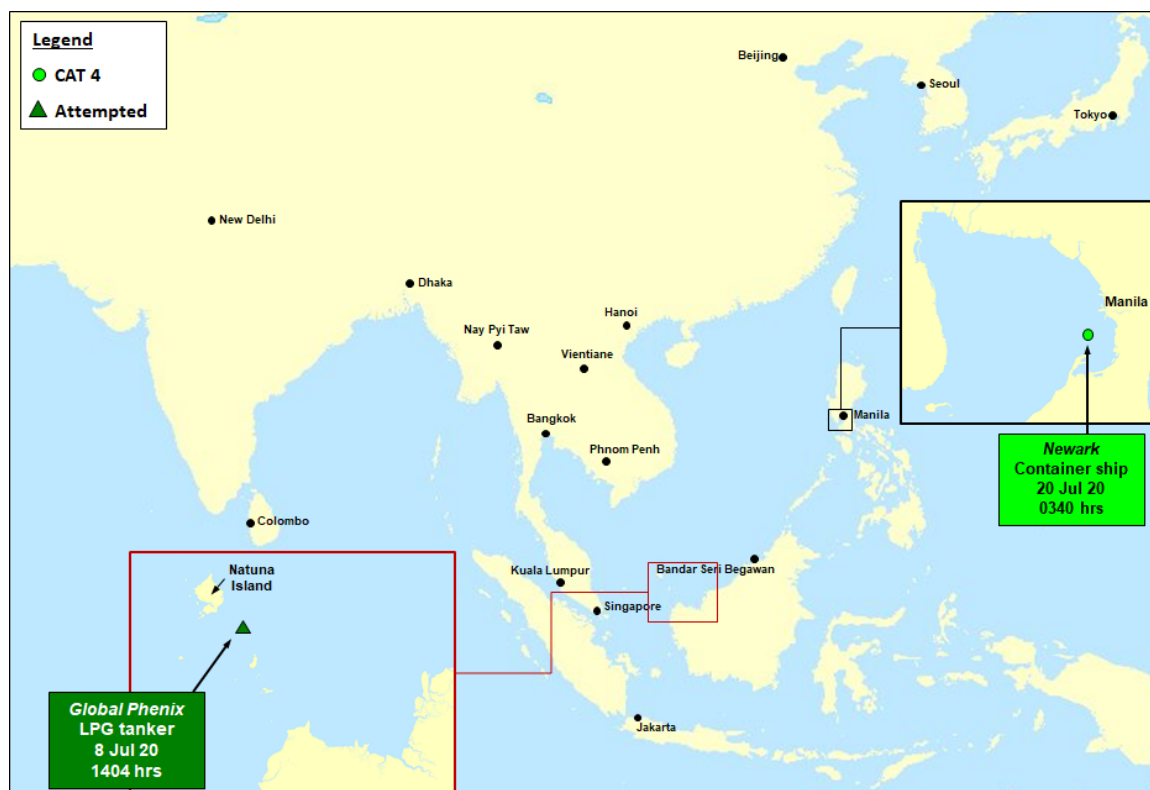 Legend
CAT 4
Attempted
Beijing
Seoul
Tokyo
New Delhi
Dhaka
Hanoi
Nay Pyi Taw
Vientiane
Manila
Bangkok
Manila
Phnom Penh
Newark
Container ship
20 Jul 20
0340 hrs
Colombo
Natuna
Island
Kuala Lumpur
Bandar Seri Begawan
Singapore
Global Phenix
LPG tanker
8 Jul 20
1404 hrs
Jakarta